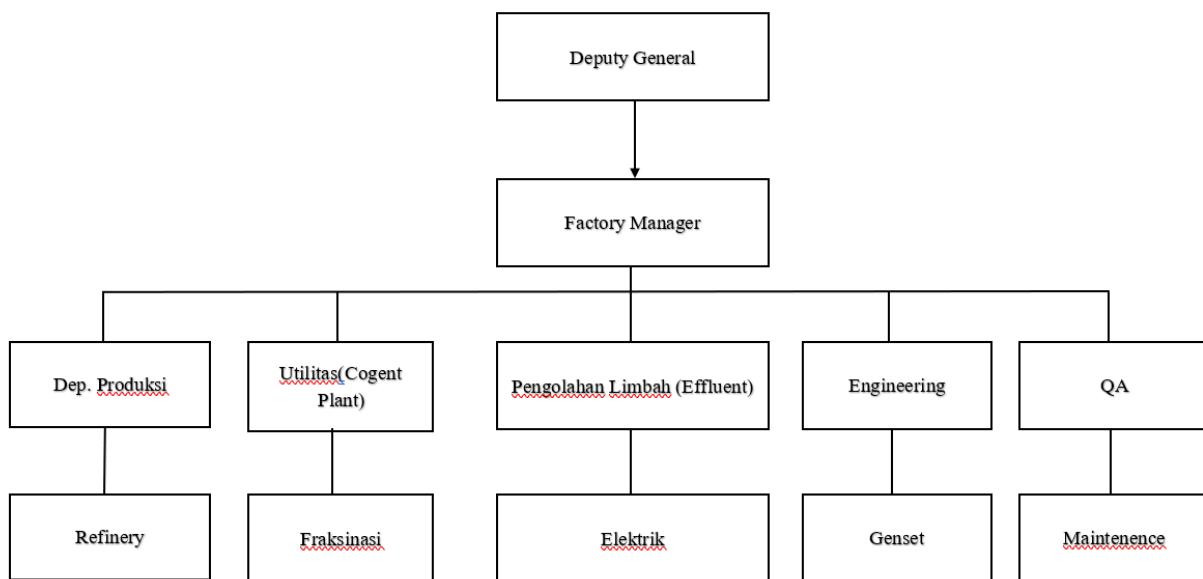 Deputy General
Factory Manager
Dep. Produksi
Utilitas(Cogent
Plant)
Pengolahan Limbah (Effluent)
Engineering
QA
Refinery
Fraksinasi
Elektrik
Genset
Maintenence